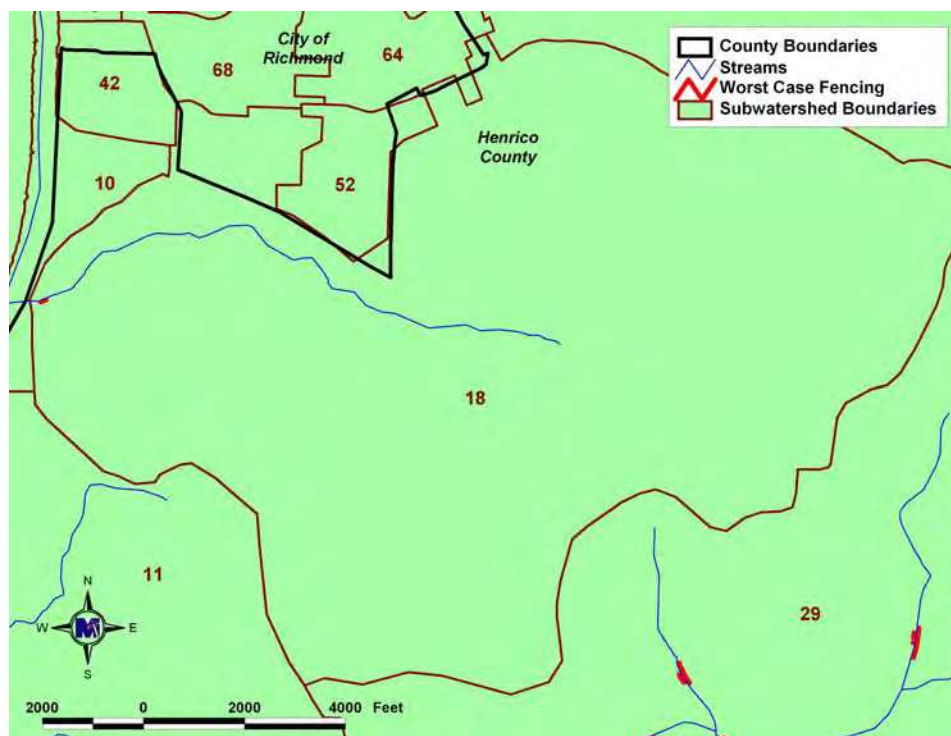 City of
Richmond
68
64
42
County Boundaries
Streams
Worst Case Fencing
Subwatershed Boundaries
Henrico
County
10
52
18
11
29
N
W
M
E
S
2000
0
2000
4000
Feet